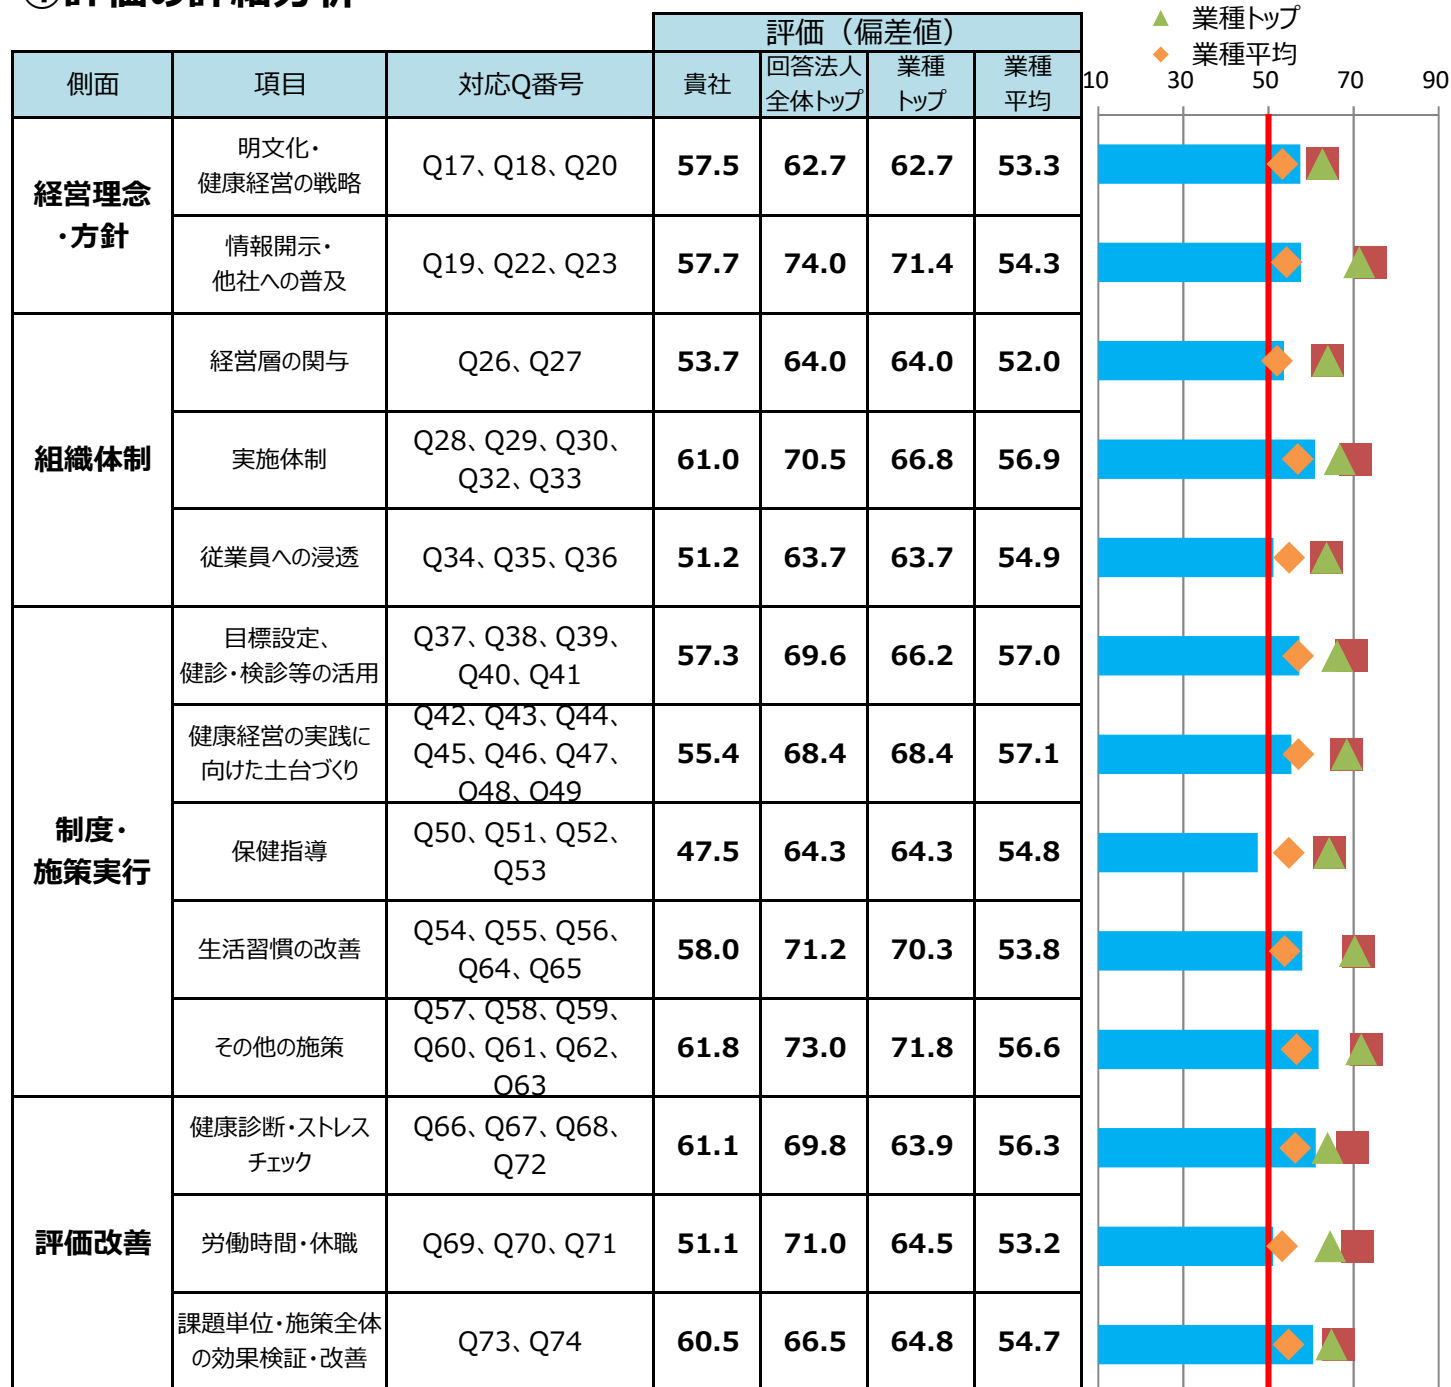 ①評価の詳細分析
▲ 業種トップ
◆ 業種平均
評価（偏差値）
側面 項目 対応Q番号 貴社 回答法人 業種 業種
全体トップ トップ 平均
10 30 50 70 90
経営理念
・方針
明文化・
健康経営の戦略
Q17、Q18、Q20 57.5 62.7 62.7 53.3
情報開示・
他社への普及
Q19、Q22、Q23 57.7 74.0 71.4 54.3
組織体制
経営層の関与 Q26、Q27 53.7 64.0 64.0 52.0
実施体制
Q28、Q29、Q30、
Q32、Q33
61.0 70.5 66.8 56.9
従業員への浸透 Q34、Q35、Q36 51.2 63.7 63.7 54.9
制度・
施策実行
目標設定、
健診・検診等の活用
Q37、Q38、Q39、
Q40、Q41
57.3 69.6 66.2 57.0
健康経営の実践に
向けた土台づくり
Q42、Q43、Q44、
Q45、Q46、Q47、
Q48、Q49
55.4 68.4 68.4 57.1
保健指導
Q50、Q51、Q52、
Q53
47.5 64.3 64.3 54.8
生活習慣の改善
Q54、Q55、Q56、
Q64、Q65
58.0 71.2 70.3 53.8
その他の施策
Q57、Q58、Q59、
Q60、Q61、Q62、
Q63
61.8 73.0 71.8 56.6
評価改善
健康診断・ストレス
チェック
Q66、Q67、Q68、
Q72
61.1 69.8 63.9 56.3
労働時間・休職 Q69、Q70、Q71 51.1 71.0 64.5 53.2
課題単位・施策全体
の効果検証・改善
Q73、Q74 60.5 66.5 64.8 54.7